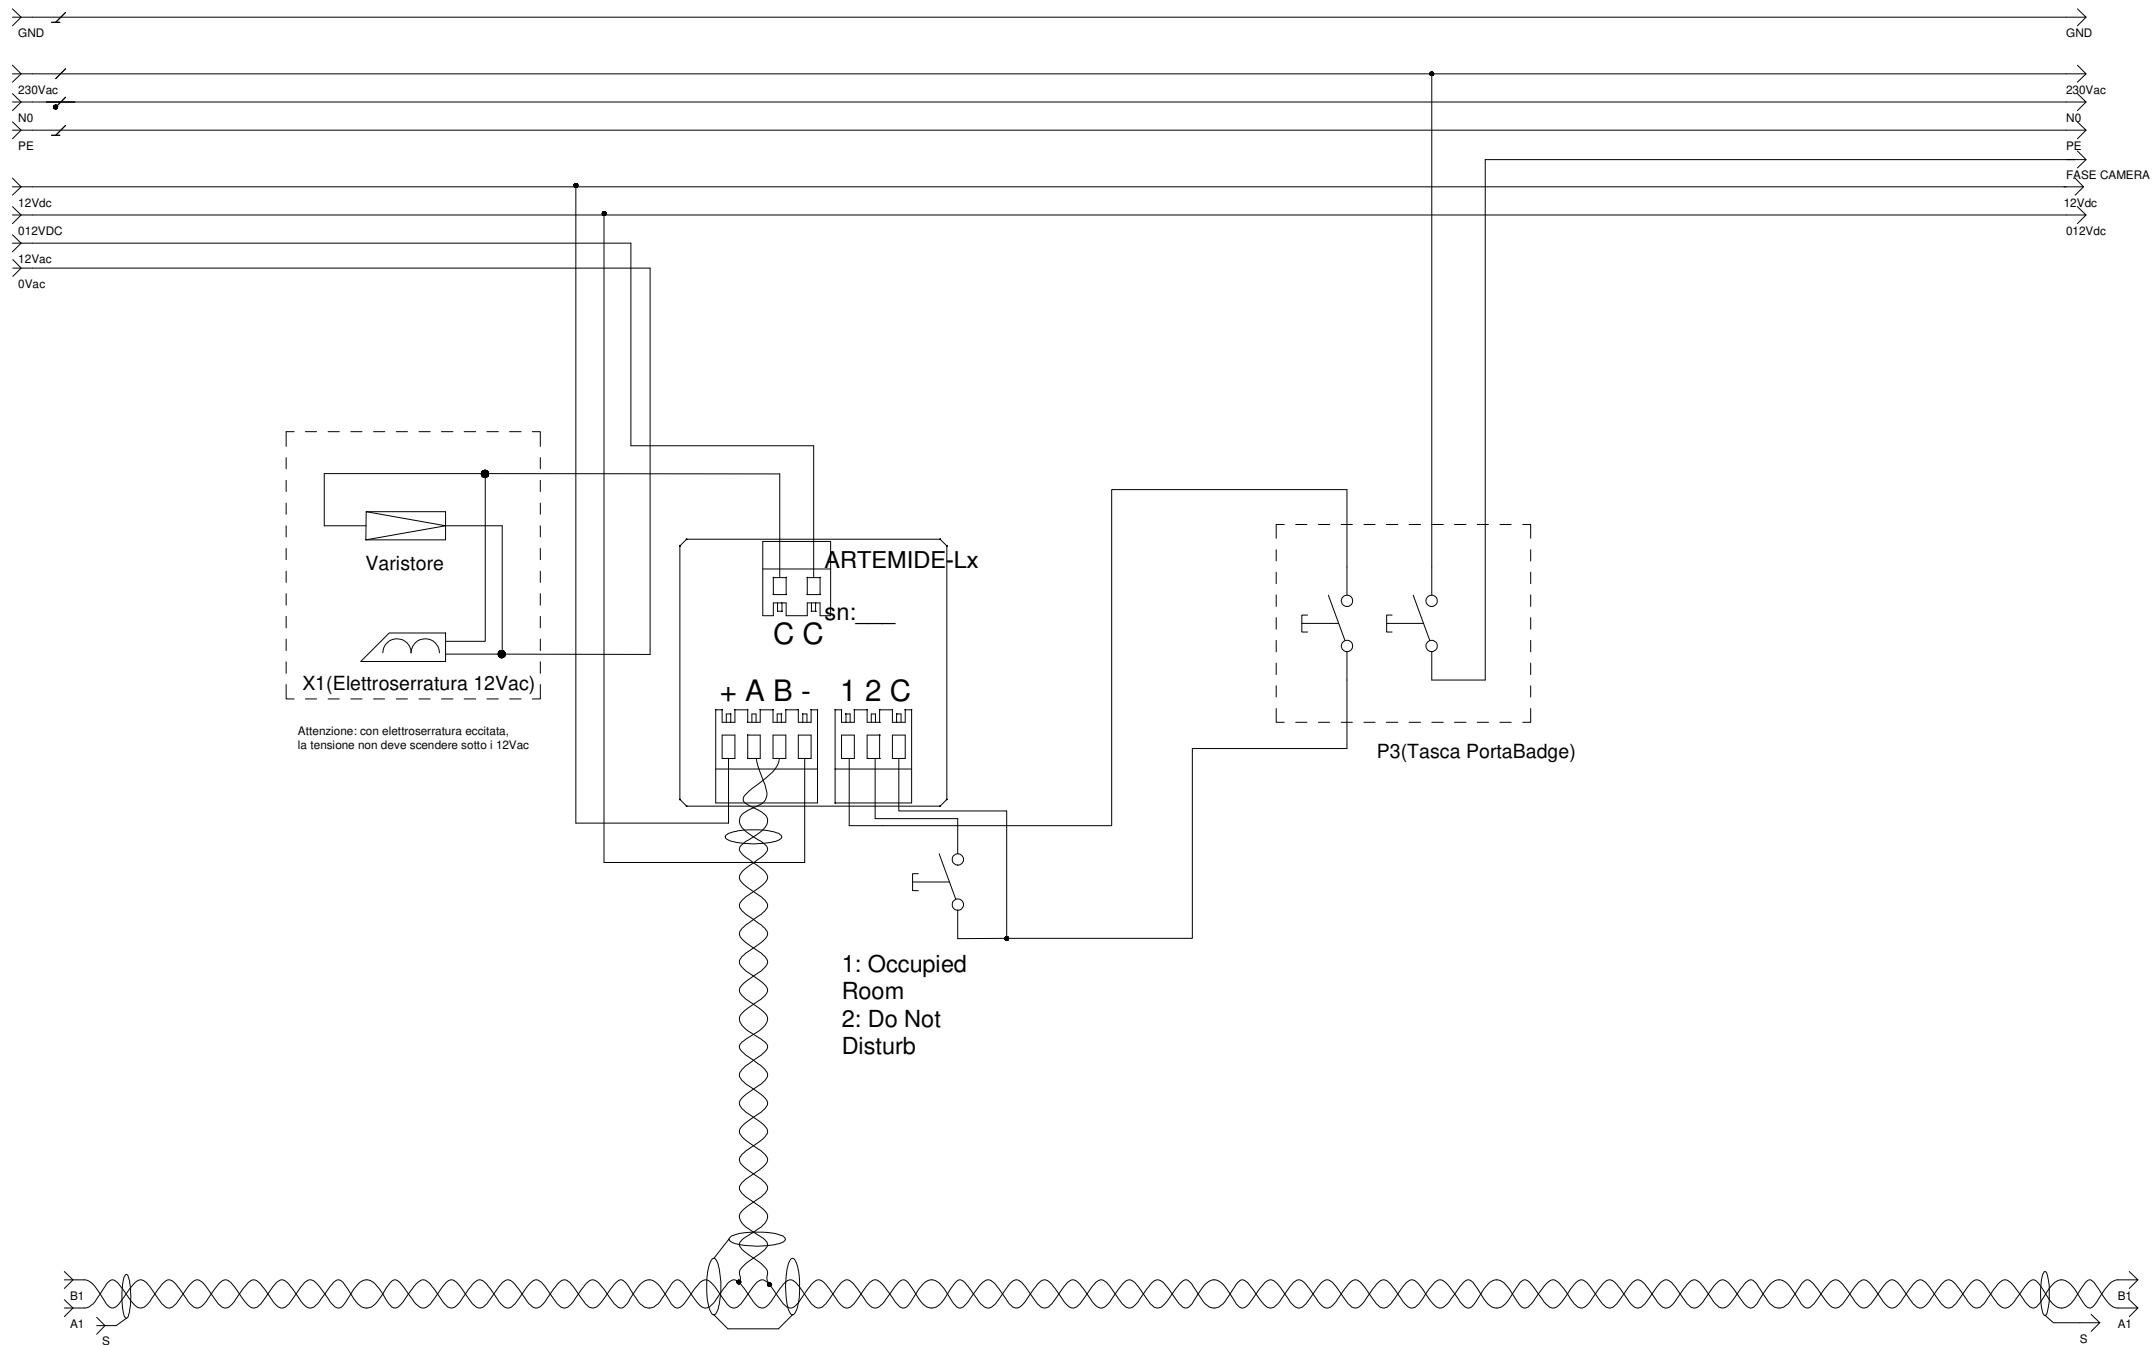 GND
GND
230Vac
230Vac
N0
N0
PE
PE
FASE CAMERA
12Vdc
12Vdc
012VDC
012Vdc
12Vac
0Vac
Varistore
X1(Elettroserratura 12Vac)
Attenzione: con elettroserratura eccitata,
la tensione non deve scendere sotto i 12Vac
ARTEMIDE-Lx
sn:___
C C
+ A B - 1 2 C
P3(Tasca PortaBadge)
1: Occupied
Room
2: Do Not
Disturb
B1
B1
A1
A1
S
S